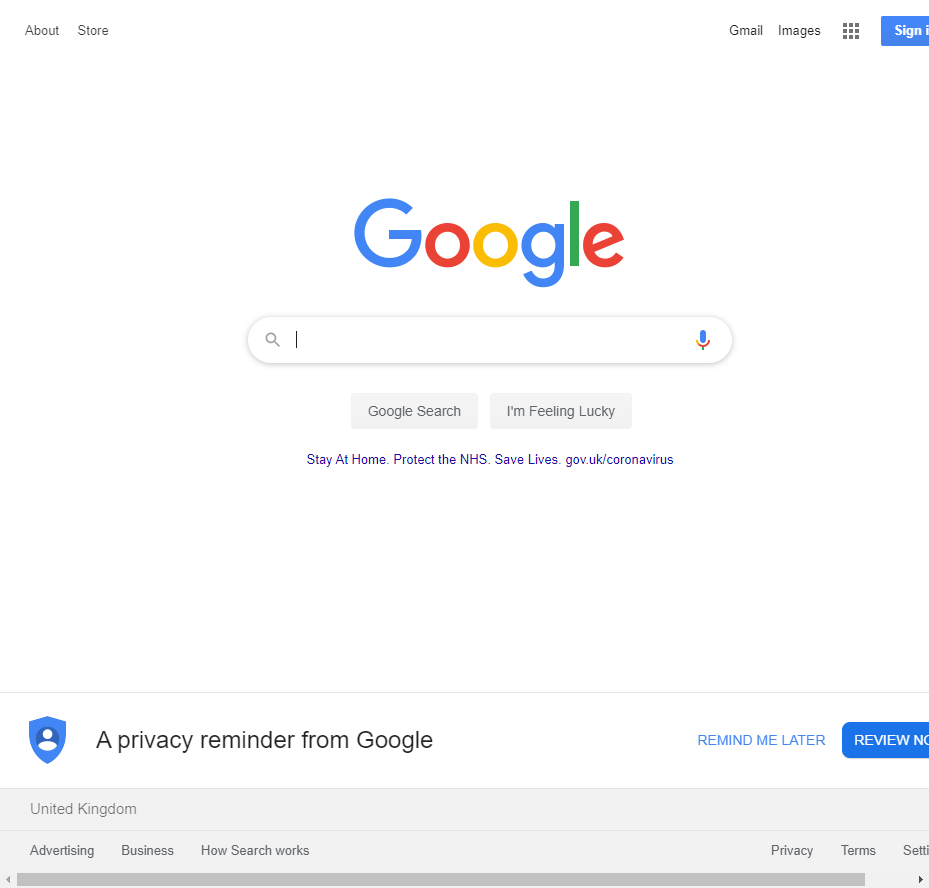 About Store Gmail Images Sign i
Google
Google Search I'm Feeling Lucky
Stay At Home. Protect the NHS. Save Lives. gov.uk/coronavirus
A privacy reminder from Google REMIND ME LATER REVIEW NO
United Kingdom
Advertising Business How Search works Privacy Terms Setti